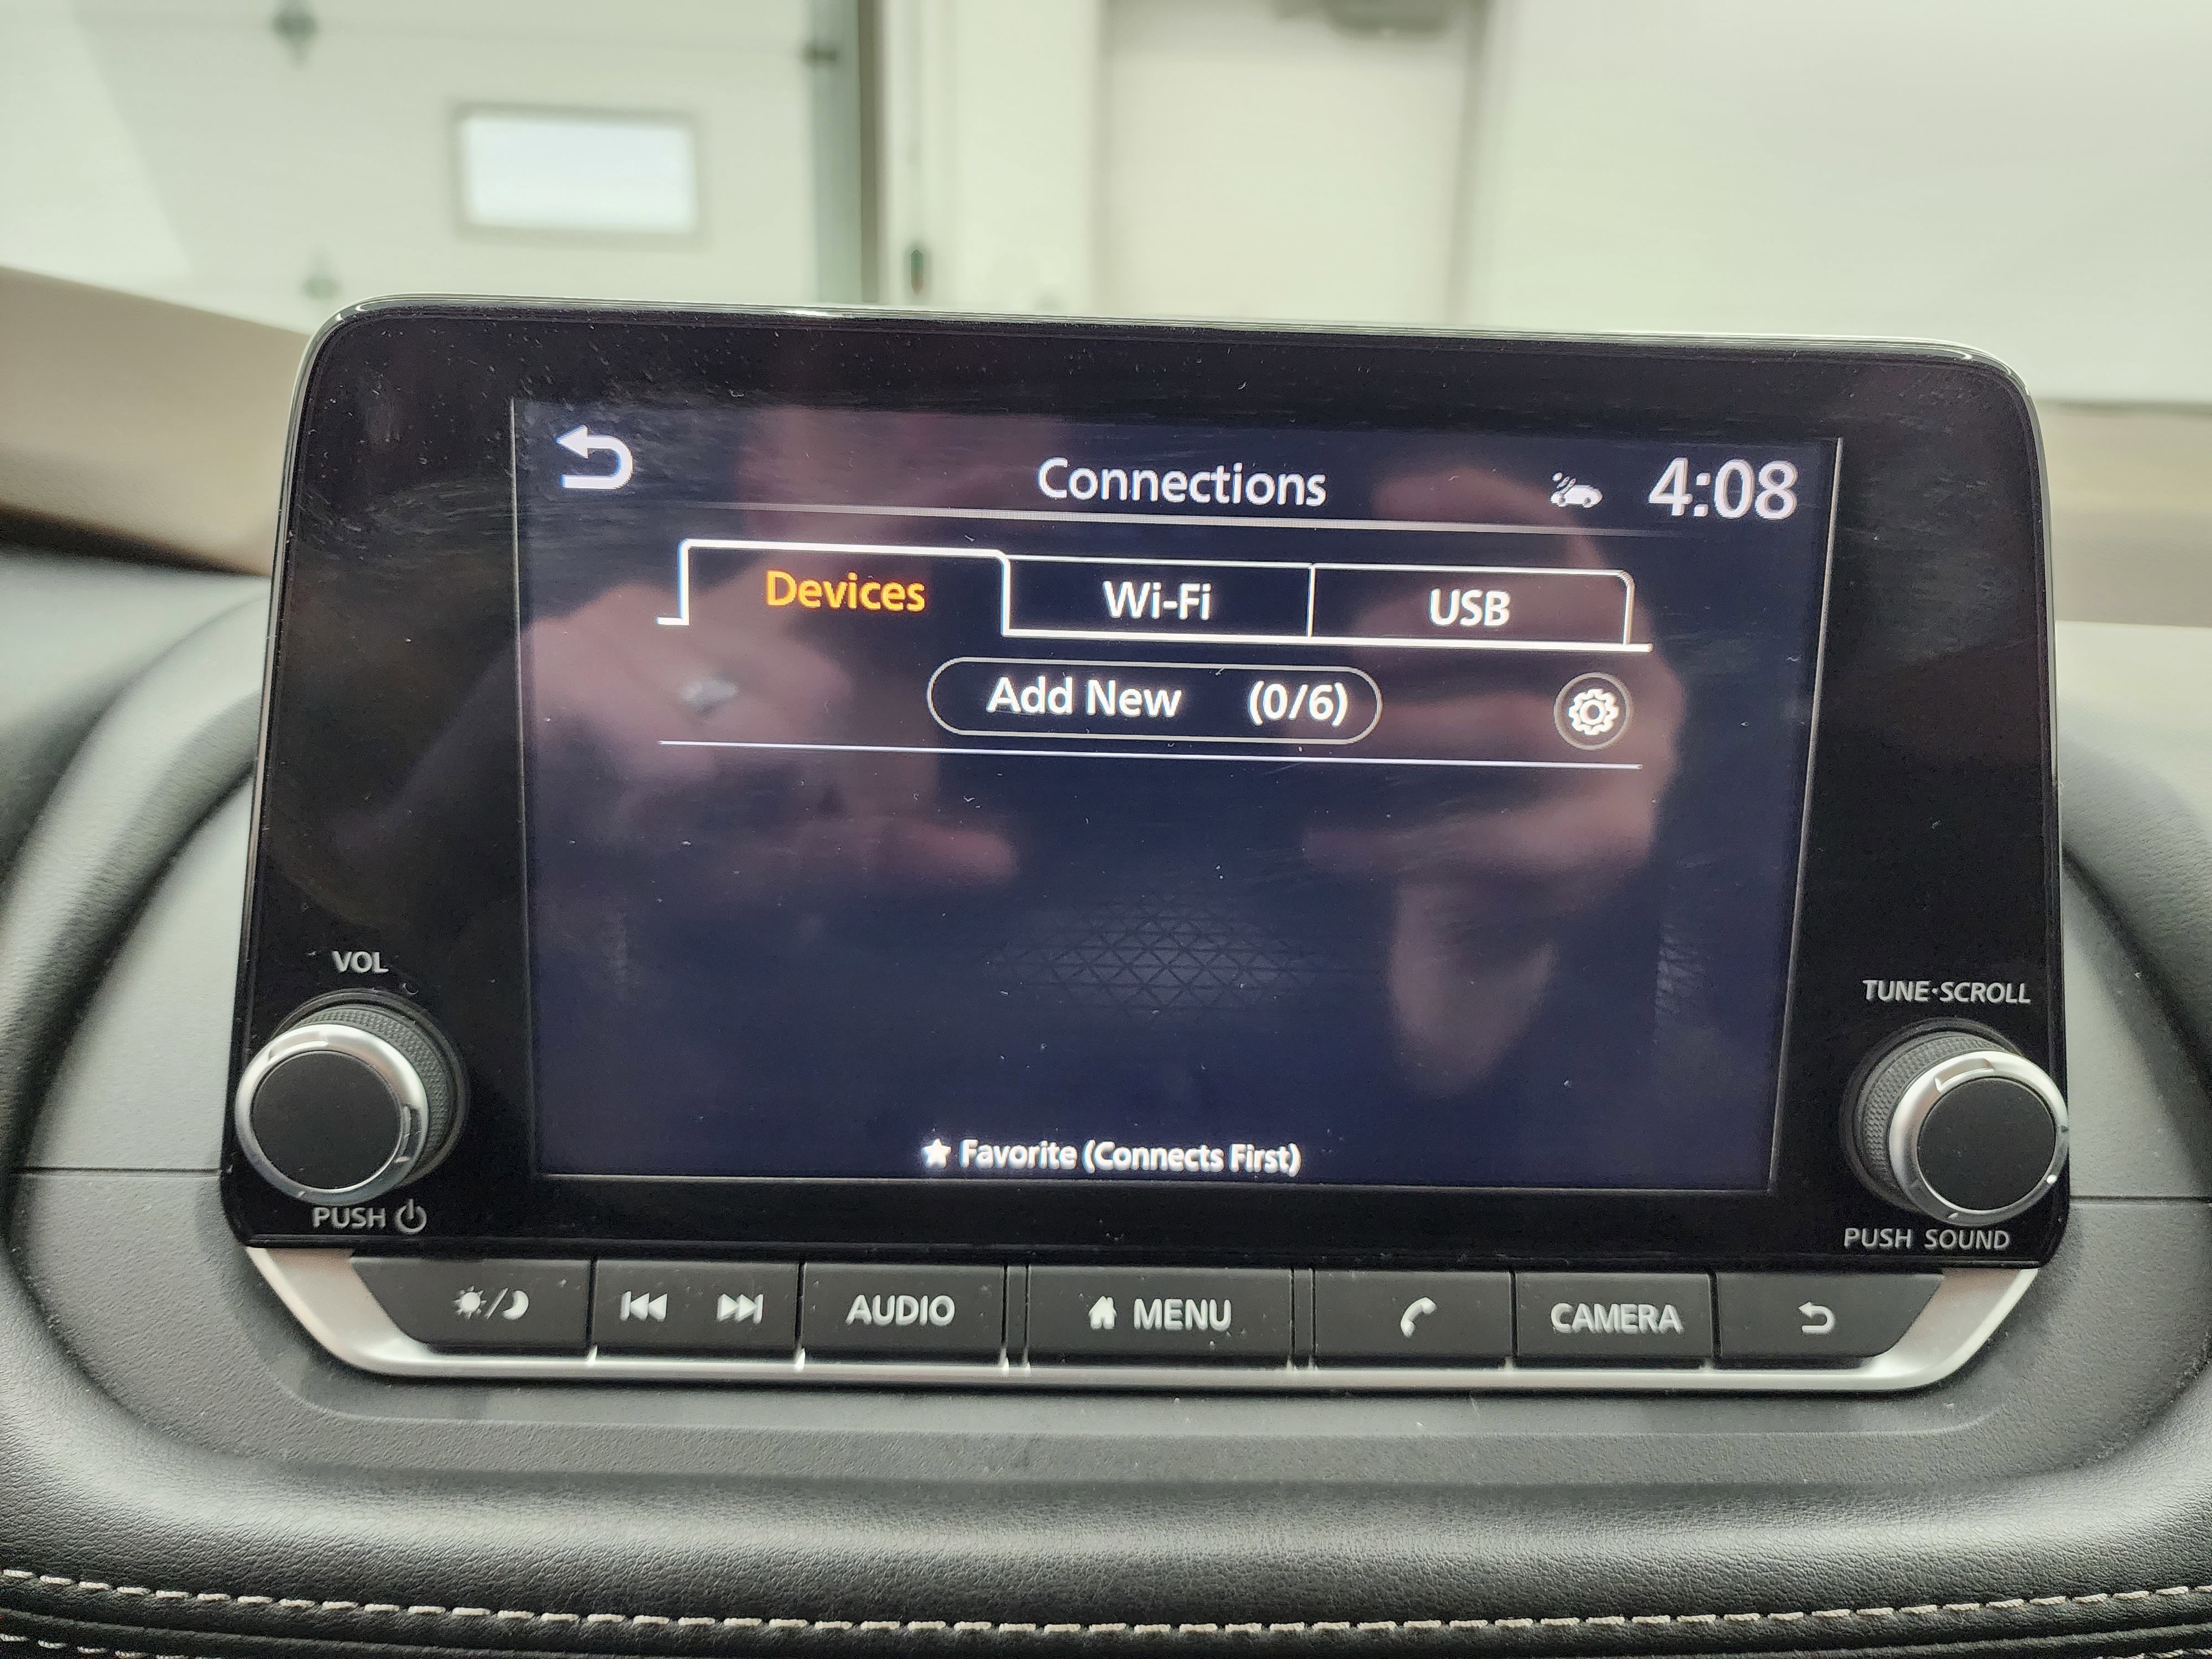 Connections
4:08
Devices
Wi-Fi
USB
Add New (0/6)
★ Favorite (Connects First)
VOL
PUSH
TUNE·SCROLL
PUSH SOUND
AUDIO
MENU
CAMERA